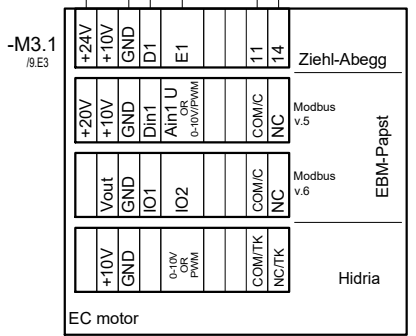 -M3.1
/9.E3
+24V +10V GND D1 E1 11 14
Ziehl-Abegg
+20V +10V GND Din1 Ain1 U OR 0-10V/PWM COM/C NC
Modbus
v.5
EBM-Papst
Vout GND IO1 IO2 COM/C NC
Modbus
v.6
+10V GND 0-10V OR PWM COM/TK NC/TK
Hidria
EC motor